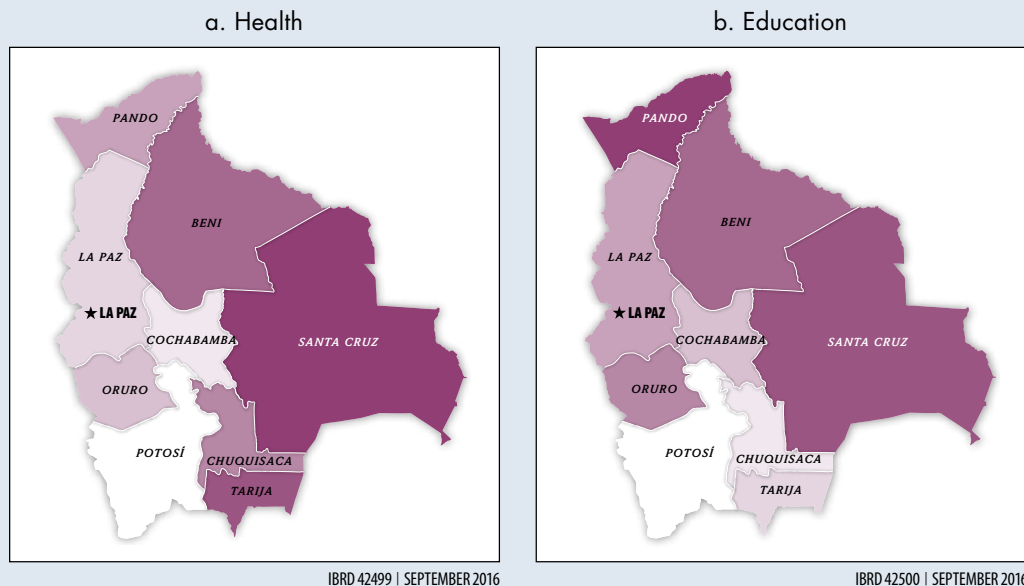 a. Health
PANDO
BENI
LA PAZ
★ LA PAZ
COCHABAMBA
SANTA CRUZ
ORURO
POTOSÍ
CHUQUISACA
TARIJA
IBRD 42499 | SEPTEMBER 2016
b. Education
PANDO
BENI
LA PAZ
★ LA PAZ
COCHABAMBA
SANTA CRUZ
ORURO
POTOSÍ
CHUQUISACA
TARIJA
IBRD 42500 | SEPTEMBER 2016